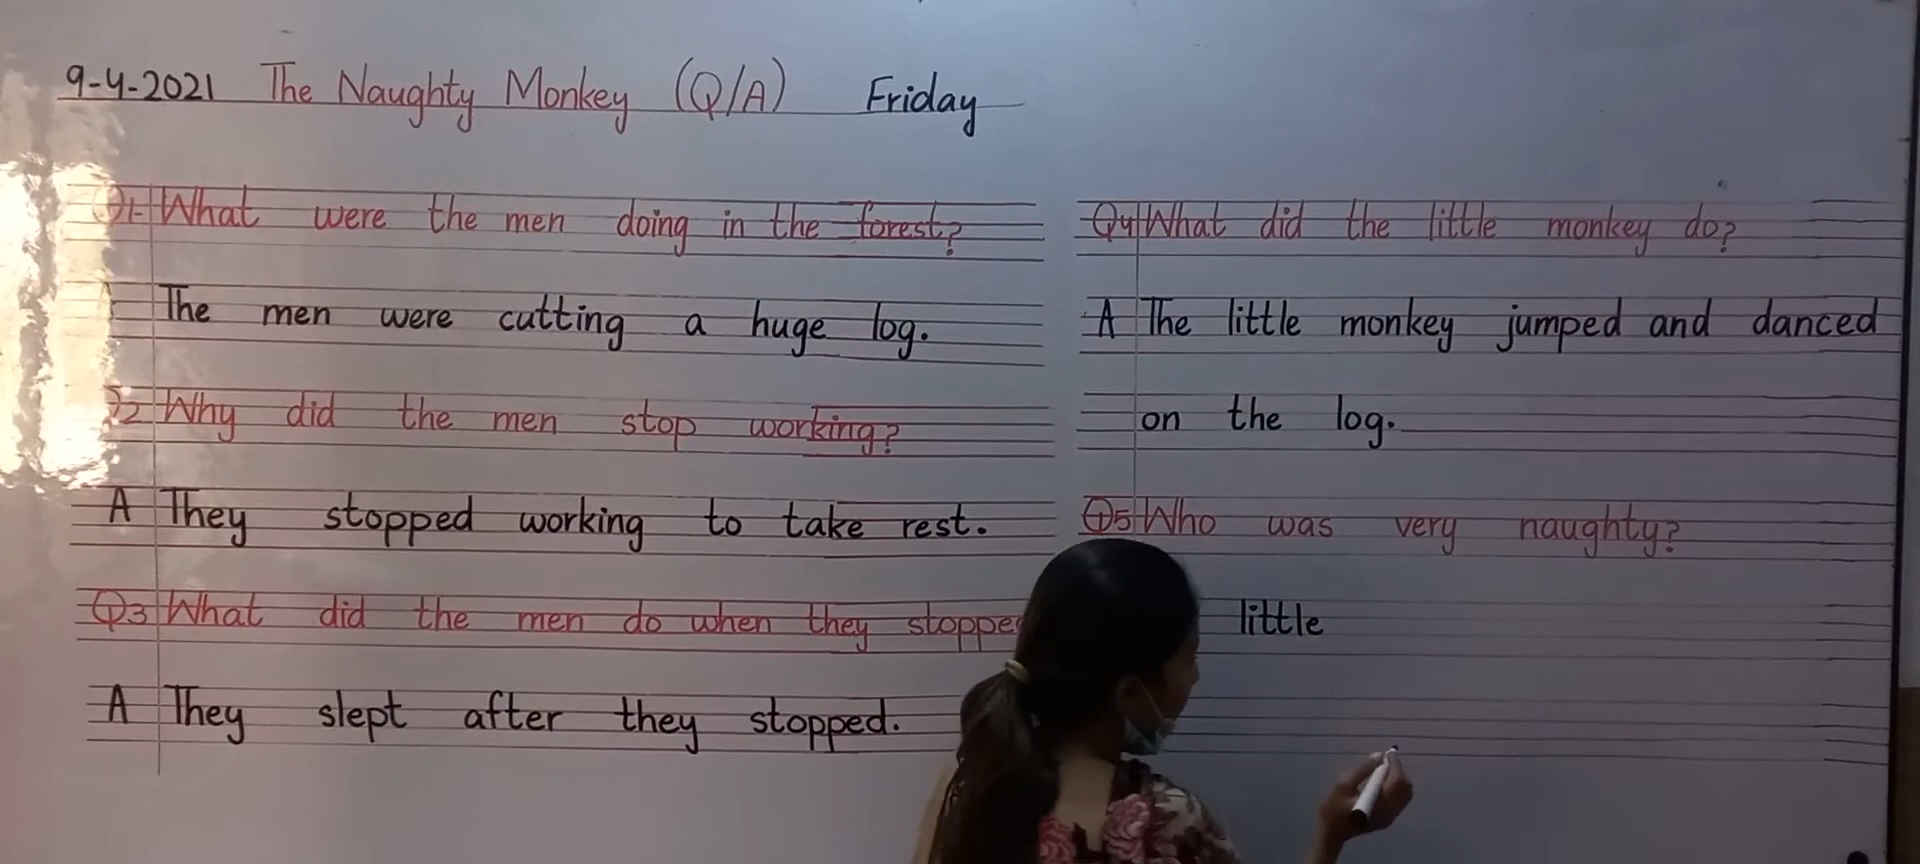 9-4-2021 The Naughty Monkey (Q/A) Friday
Q1- What were the men doing in the forest?
The men were cutting a huge log.
Q2 Why did the men stop working?
A They stopped working to take rest.
Q3 What did the men do when they stopped
A They slept after they stopped.
Q4 What did the little monkey do?
A The little monkey jumped and danced
on the log.
Q5 Who was very naughty?
little